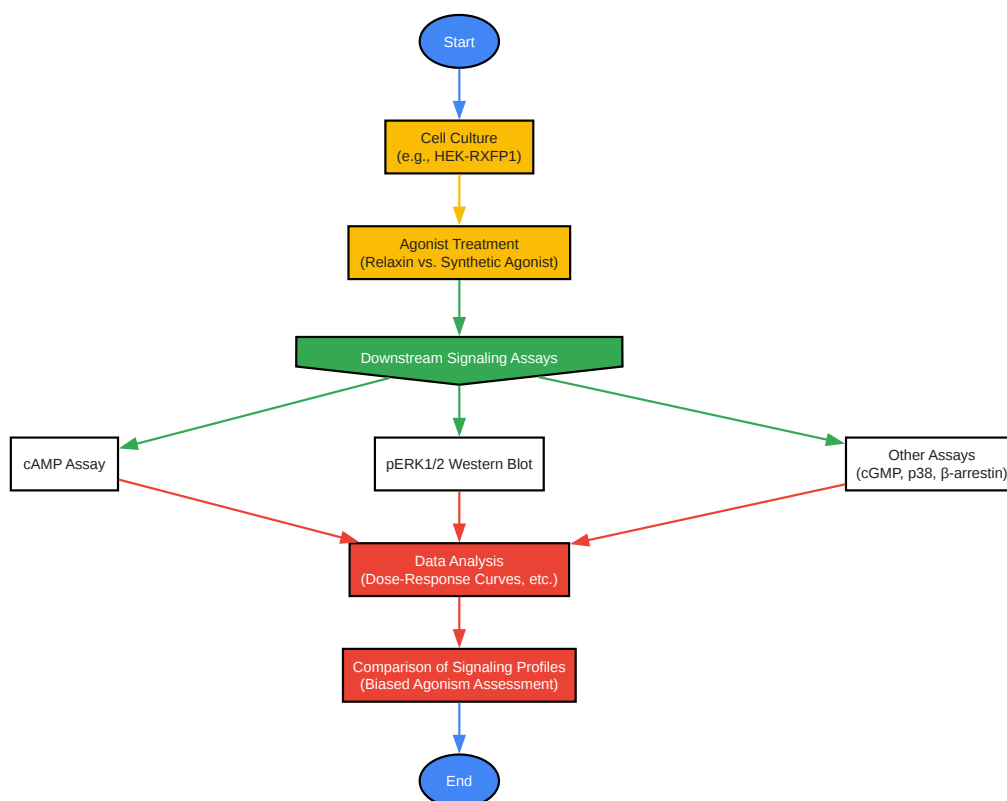 Start
Cell Culture
(e.g., HEK-RXFP1)
Agonist Treatment
(Relaxin vs. Synthetic Agonist)
Downstream Signaling Assays
cAMP Assay
pERK1/2 Western Blot
Other Assays
(cGMP, p38, β-arrestin)
Data Analysis
(Dose-Response Curves, etc.)
Comparison of Signaling Profiles
(Biased Agonism Assessment)
End